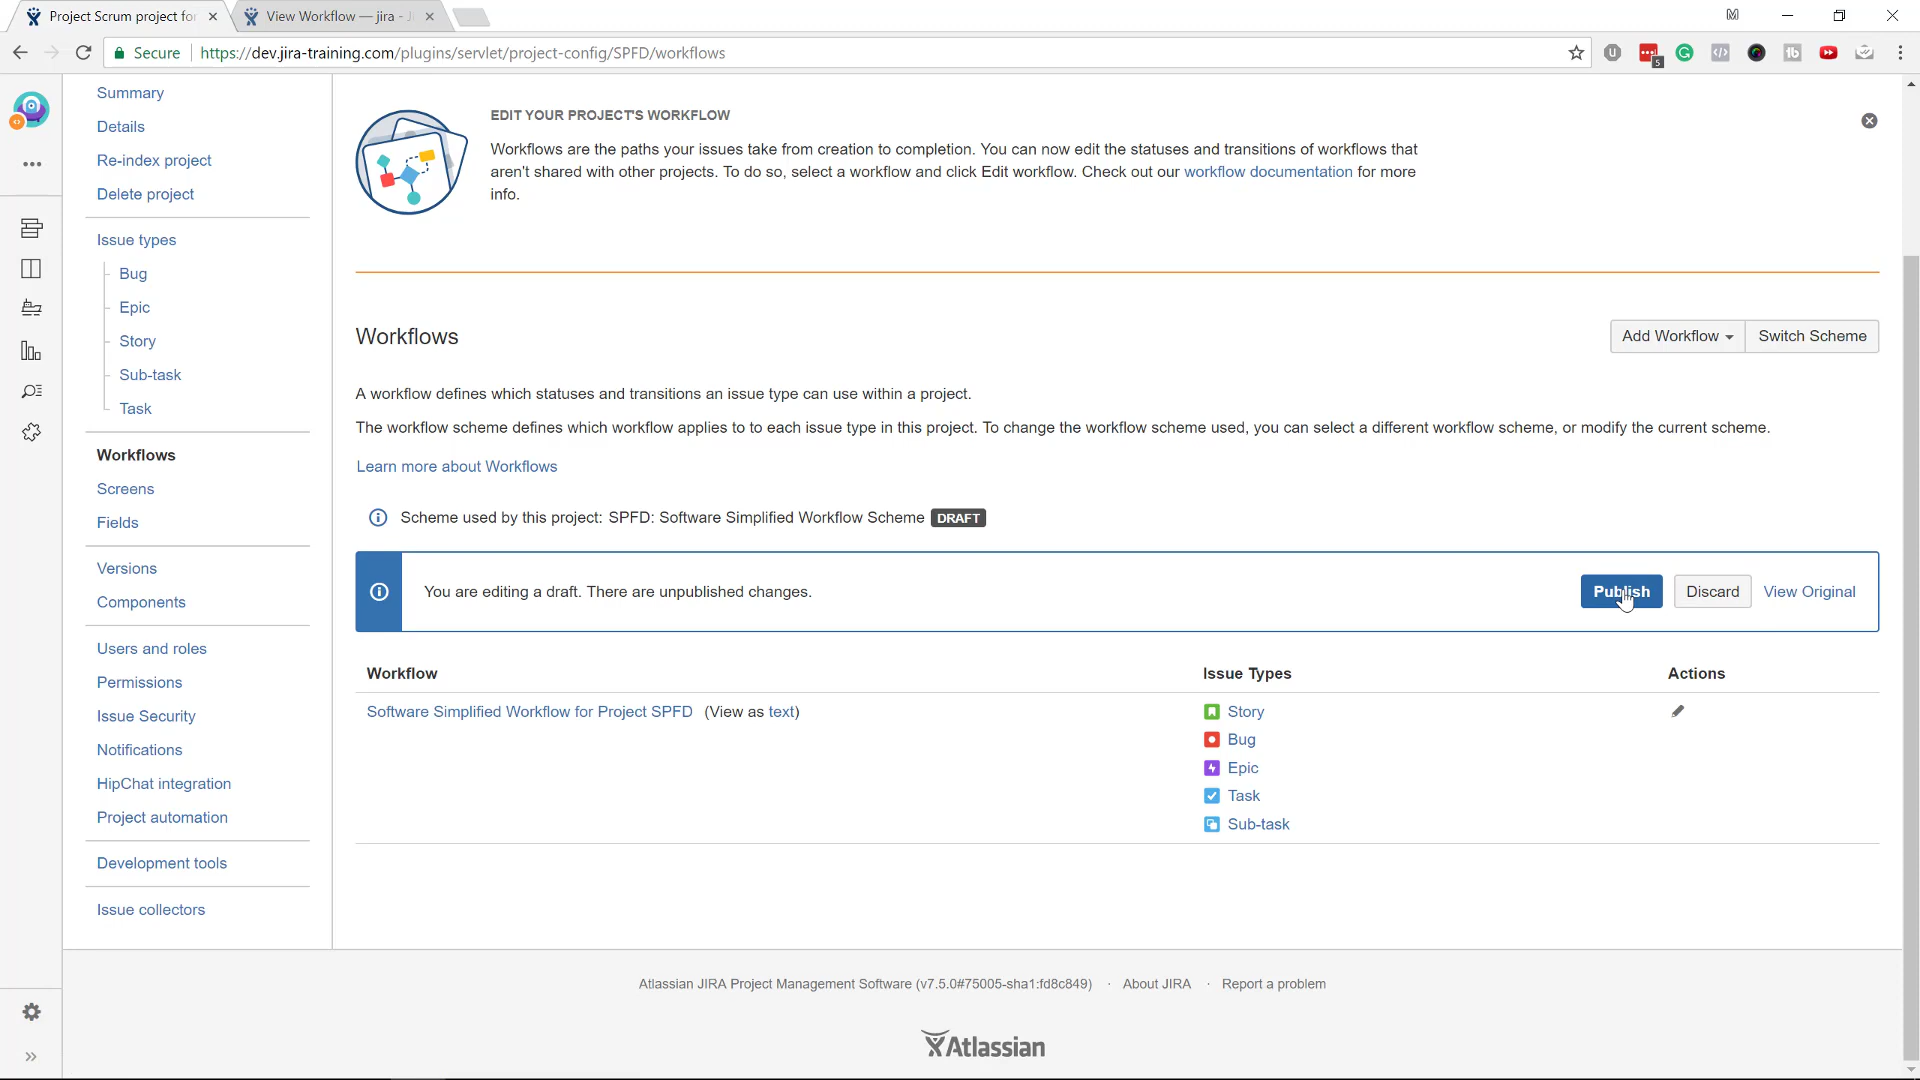 Project Scrum project fo
View Workflow — jira - J
Secure
https://dev.jira-training.com/plugins/servlet/project-config/SPFD/workflows
5
Summary
Details
Re-index project
Delete project
Issue types
Bug
Epic
Story
Sub-task
Task
Workflows
Screens
Fields
Versions
Components
Users and roles
Permissions
Issue Security
Notifications
HipChat integration
Project automation
Development tools
Issue collectors
EDIT YOUR PROJECT'S WORKFLOW
Workflows are the paths your issues take from creation to completion. You can now edit the statuses and transitions of workflows that
aren't shared with other projects. To do so, select a workflow and click Edit workflow. Check out our workflow documentation for more
info.
Workflows
Add Workflow
Switch Scheme
A workflow defines which statuses and transitions an issue type can use within a project.
The workflow scheme defines which workflow applies to to each issue type in this project. To change the workflow scheme used, you can select a different workflow scheme, or modify the current scheme.
Learn more about Workflows
Scheme used by this project: SPFD: Software Simplified Workflow Scheme DRAFT
You are editing a draft. There are unpublished changes.
Publish
Discard
View Original
Workflow
Issue Types
Actions
Software Simplified Workflow for Project SPFD (View as text)
Story
Bug
Epic
Task
Sub-task
Atlassian JIRA Project Management Software (v7.5.0#75005-sha1:fd8c849) · About JIRA · Report a problem
Atlassian